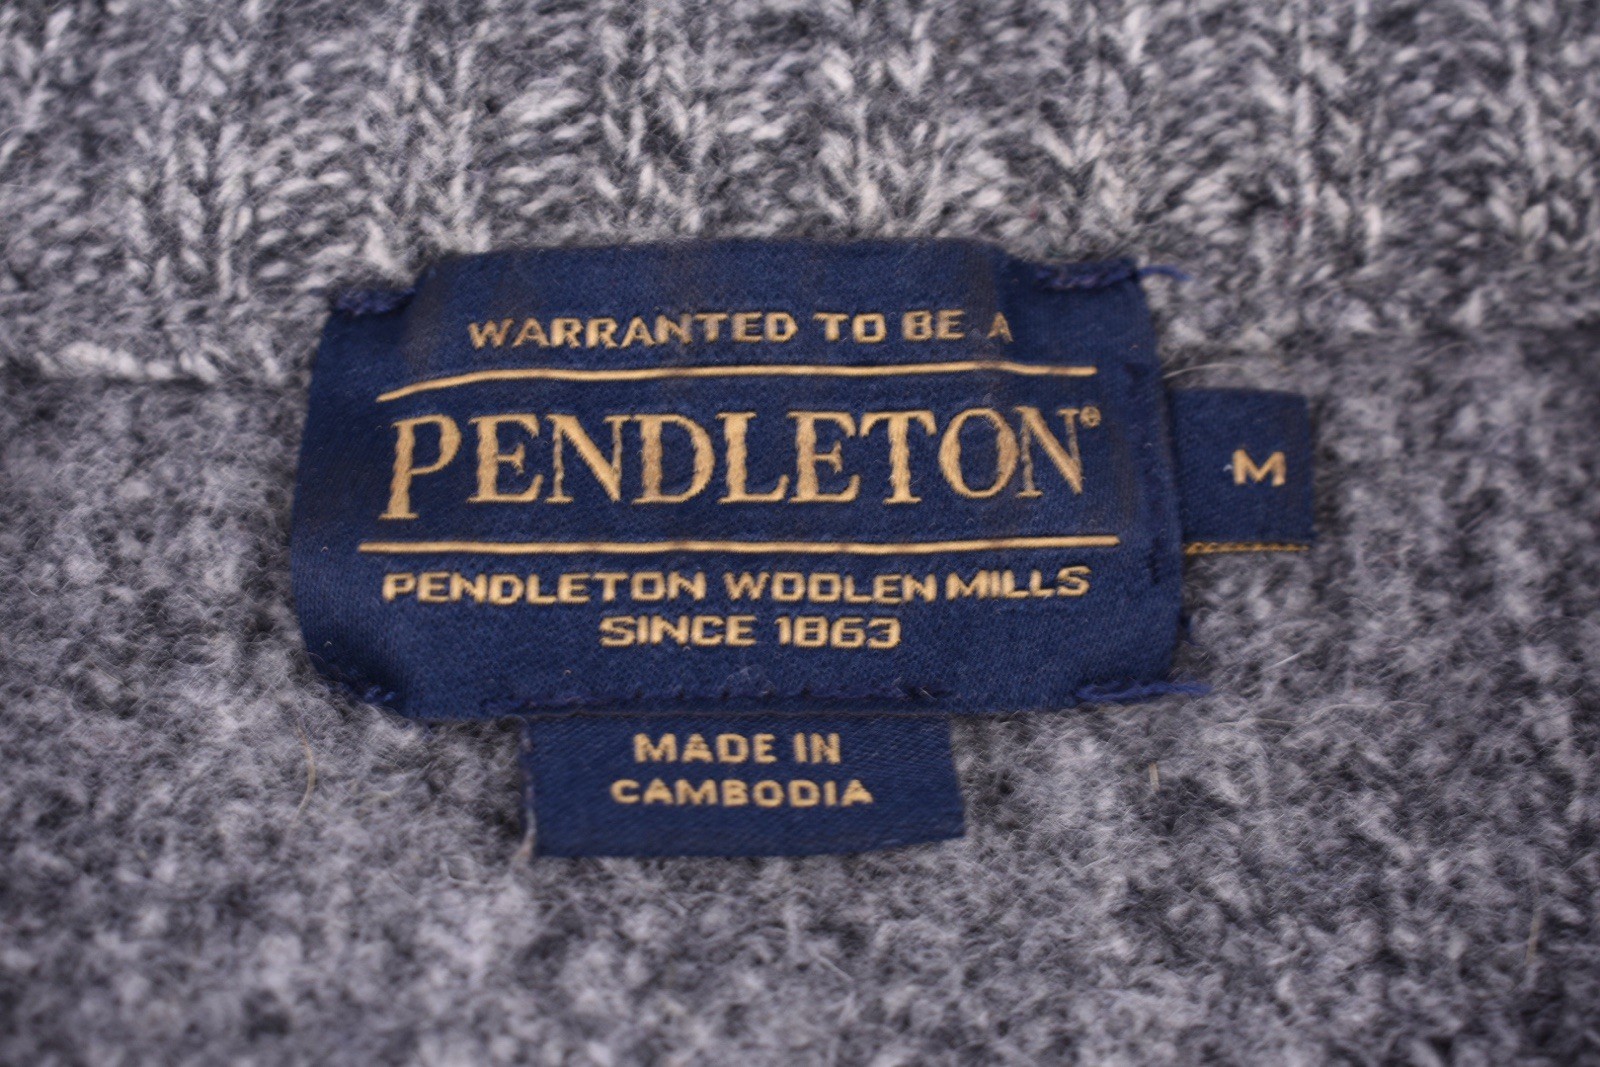 WARRANTED TO BE A
PENDLETON®
M
PENDLETON WOOLEN MILLS
SINCE 1863
MADE IN
CAMBODIA